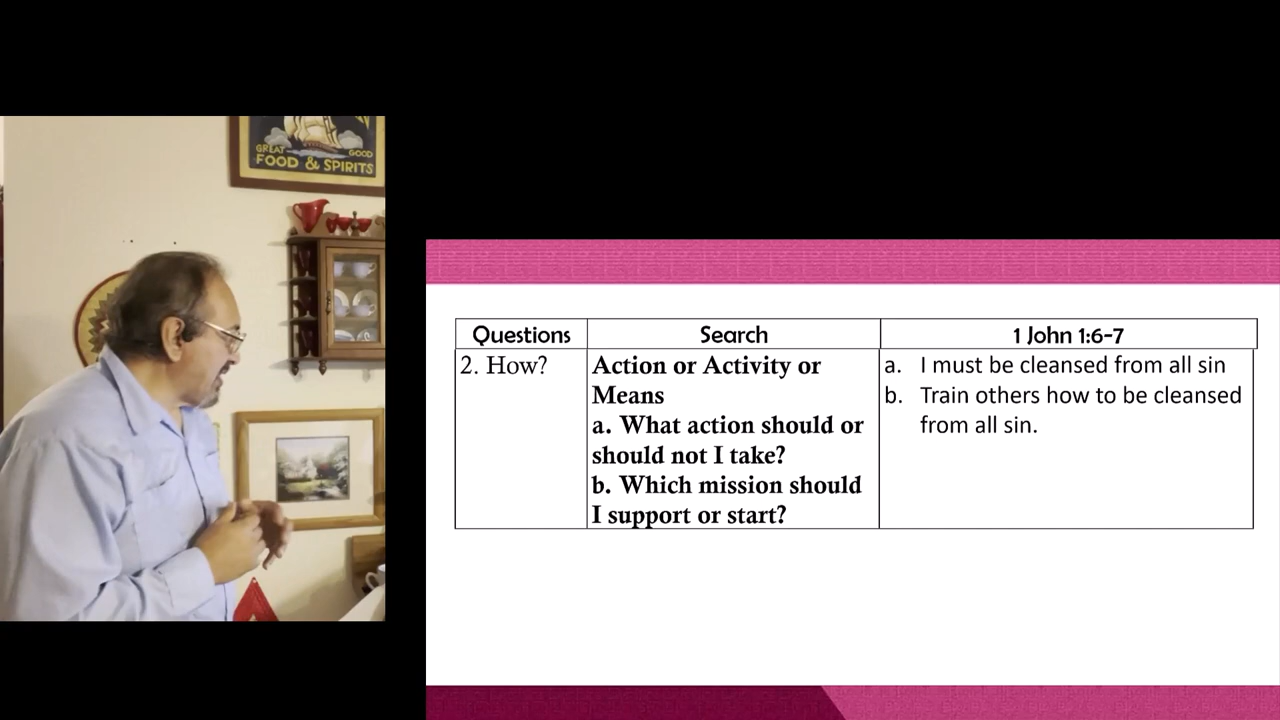 GREAT GOOD
FOOD & SPIRITS
Questions Search 1 John 1:6-7
2. How?
Action or Activity or
Means
a. What action should or
should not I take?
b. Which mission should
I support or start?
a. I must be cleansed from all sin
b. Train others how to be cleansed
from all sin.